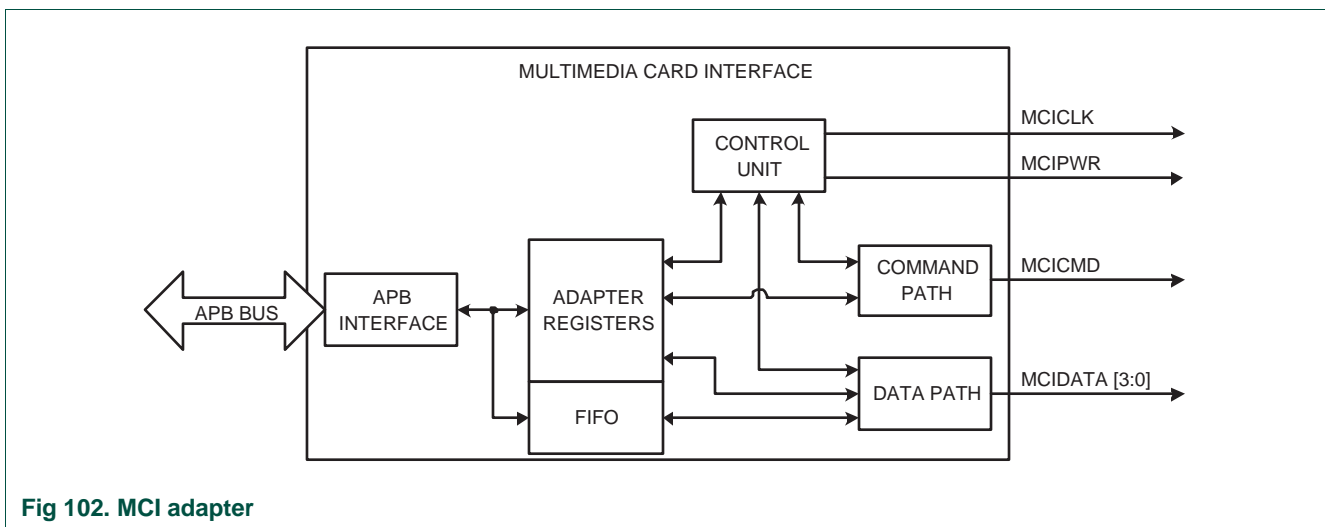 MULTIMEDIA CARD INTERFACE
MCICLK
CONTROL
UNIT
MCIPWR
APB BUS
APB
INTERFACE
ADAPTER
REGISTERS
FIFO
COMMAND
PATH
MCICMD
DATA PATH
MCIDATA [3:0]
Fig 102. MCI adapter